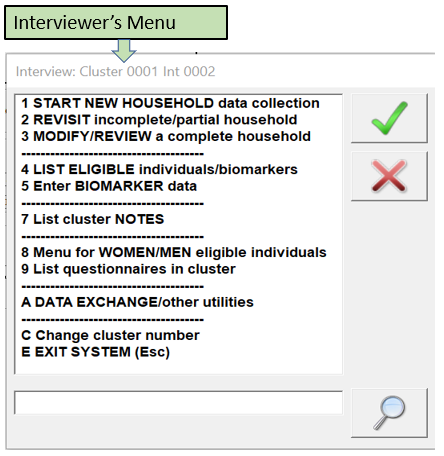 Interviewer's Menu
Interview: Cluster 0001 Int 0002
1 START NEW HOUSEHOLD data collection
2 REVISIT incomplete/partial household
3 MODIFY/REVIEW a complete household
---------------------------------------
4 LIST ELIGIBLE individuals/biomarkers
5 Enter BIOMARKER data
---------------------------------------
7 List cluster NOTES
---------------------------------------
8 Menu for WOMEN/MEN eligible individuals
9 List questionnaires in cluster
---------------------------------------
A DATA EXCHANGE/other utilities
---------------------------------------
C Change cluster number
E EXIT SYSTEM (Esc)